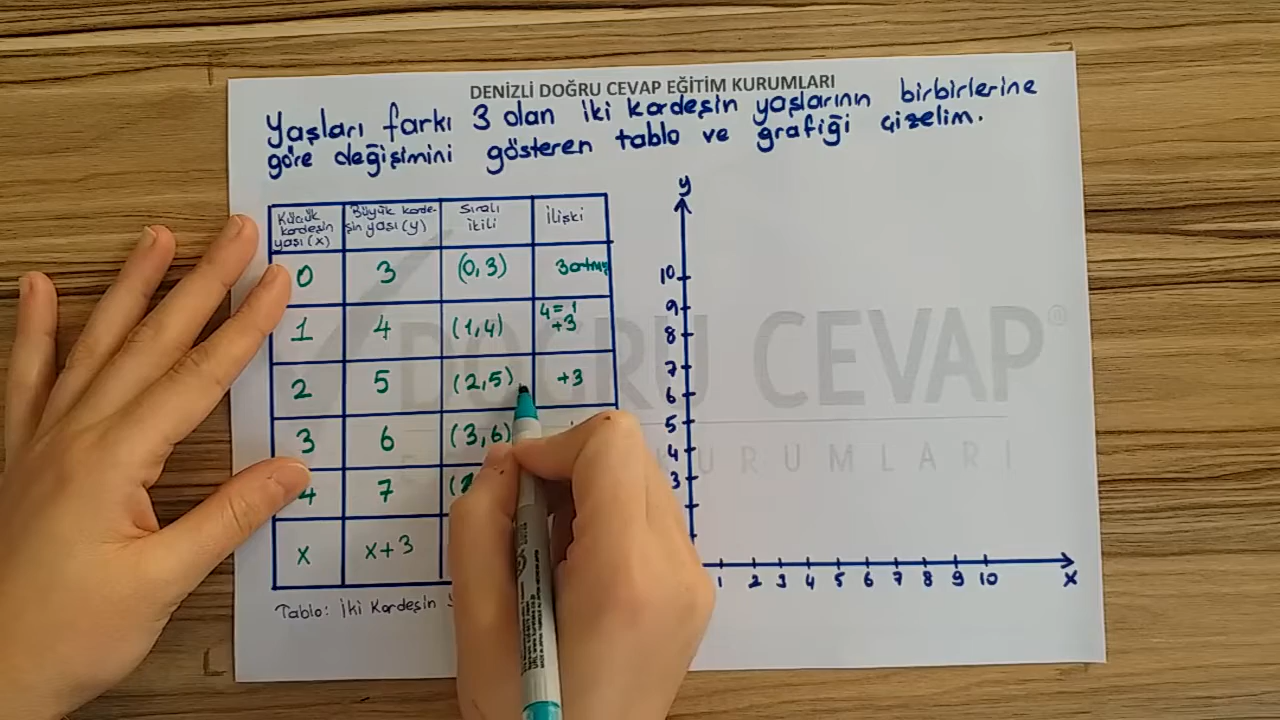 DENİZLİ DOĞRU CEVAP EĞİTİM KURUMLARI
Yaşları farkı 3 olan iki kardeşin yaşlarının birbirlerine
göre değişimini gösteren tablo ve grafiği çizelim.
Küçük kardeşin yaşı (x) Büyük kardeşin yaşı (y) Sıralı ikili İlişki
0 3 (0,3) 3 artmış
1 4 (1,4) 4=1+3
2 5 (2,5) +3
3 6 (3,6)
4 7
x x+3
Tablo: İki Kardeşin
y
10
9
8
7
6
5
4
3
1 2 3 4 5 6 7 8 9 10 x
DOĞRU CEVAP®
KURUMLARI